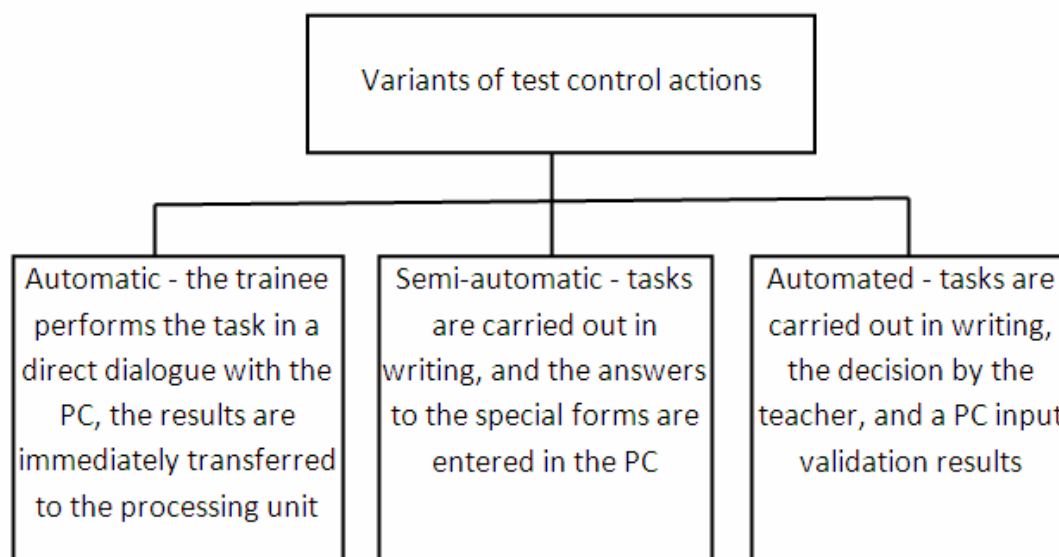 Variants of test control actions
Automatic - the trainee
performs the task in a
direct dialogue with the
PC, the results are
immediately transferred
to the processing unit
Semi-automatic - tasks
are carried out in
writing, and the answers
to the special forms are
entered in the PC
Automated - tasks are
carried out in writing,
the decision by the
teacher, and a PC input
validation results